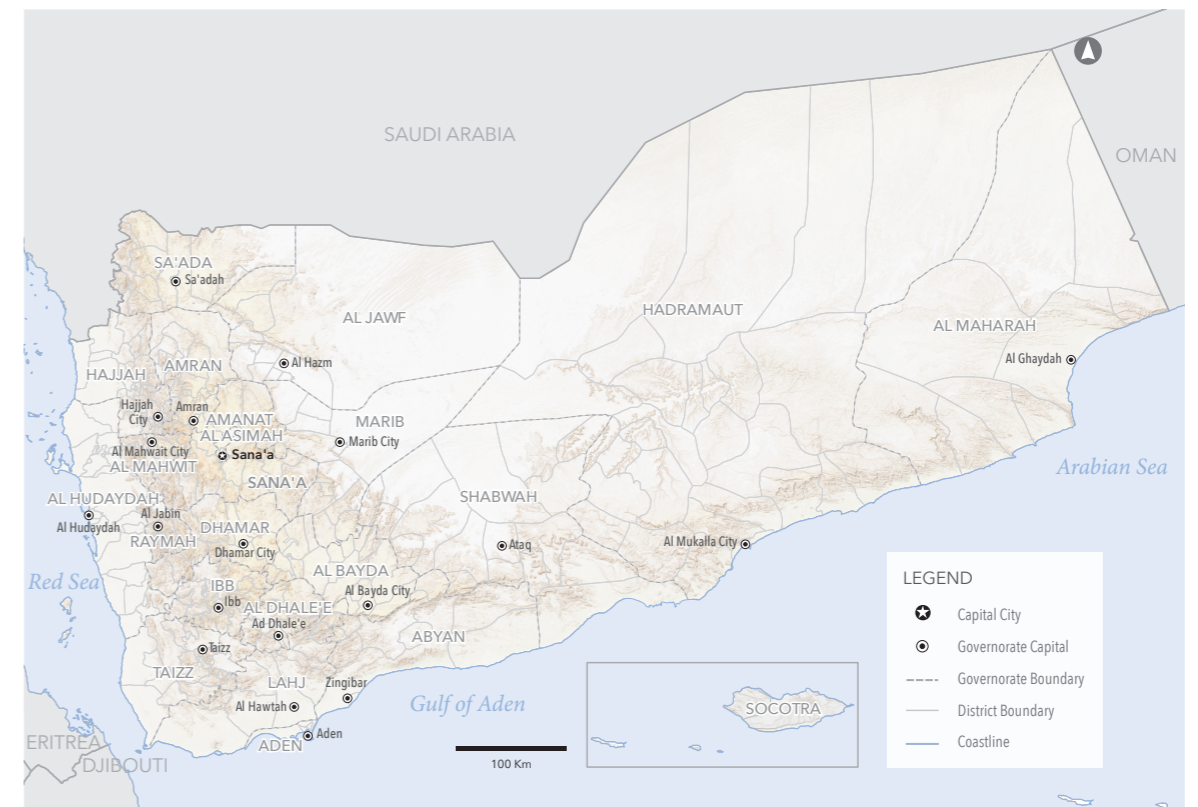 SAUDI ARABIA
OMAN
SA'ADA
Sa'adah
AL JAWF
HADRAMAUT
AL MAHARAH
Al Ghaydah
Al Hazm
AMRAN
HAJJAH
Hajjah
City
Amran
AMANAT
AL ASIMAH
MARIB
Marib City
Al Mahwait City
Sana'a
AL MAHWIT
SANA'A
Arabian Sea
AL HUDAYDAH
Al Hudaydah
Al Jabin
RAYMAH
DHAMAR
Dhamar City
SHABWAH
Ataq
Al Mukalla City
Red Sea
IBB
Ibb
AL BAYDA
Al Bayda City
AL DHALE'E
Ad Dhale'e
ABYAN
Taizz
TAIZZ
LAHJ
Zingibar
Al Hawtah
Gulf of Aden
ADEN
Aden
SOCOTRA
ERITREA
DJIBOUTI
100 Km
LEGEND
Capital City
Governorate Capital
Governorate Boundary
District Boundary
Coastline